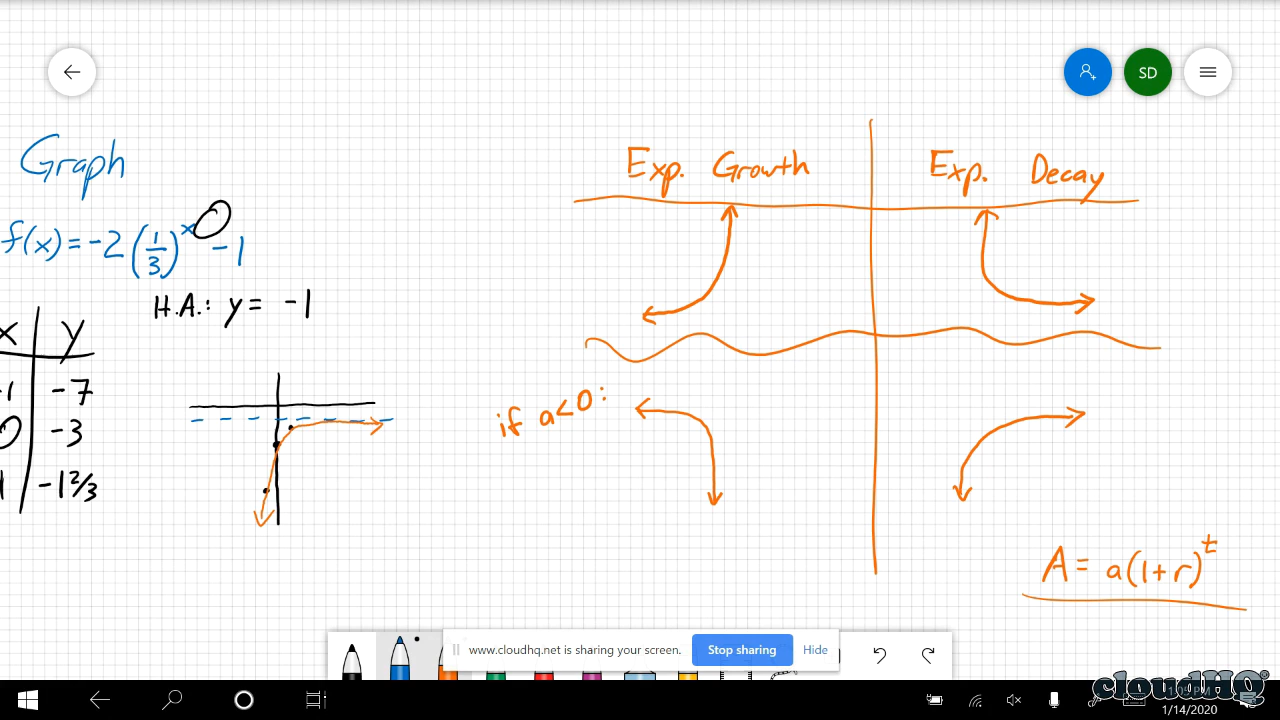 SD
Graph
f(x) = -2(1/3)^x -1
H.A.: y = -1
x y
-1 -7
0 -3
1 -1 2/3
Exp. Growth
Exp. Decay
if a<0:
A = a(1+r)^t
www.cloudhq.net is sharing your screen.
Stop sharing
Hide
cloudHQ
1/14/2020